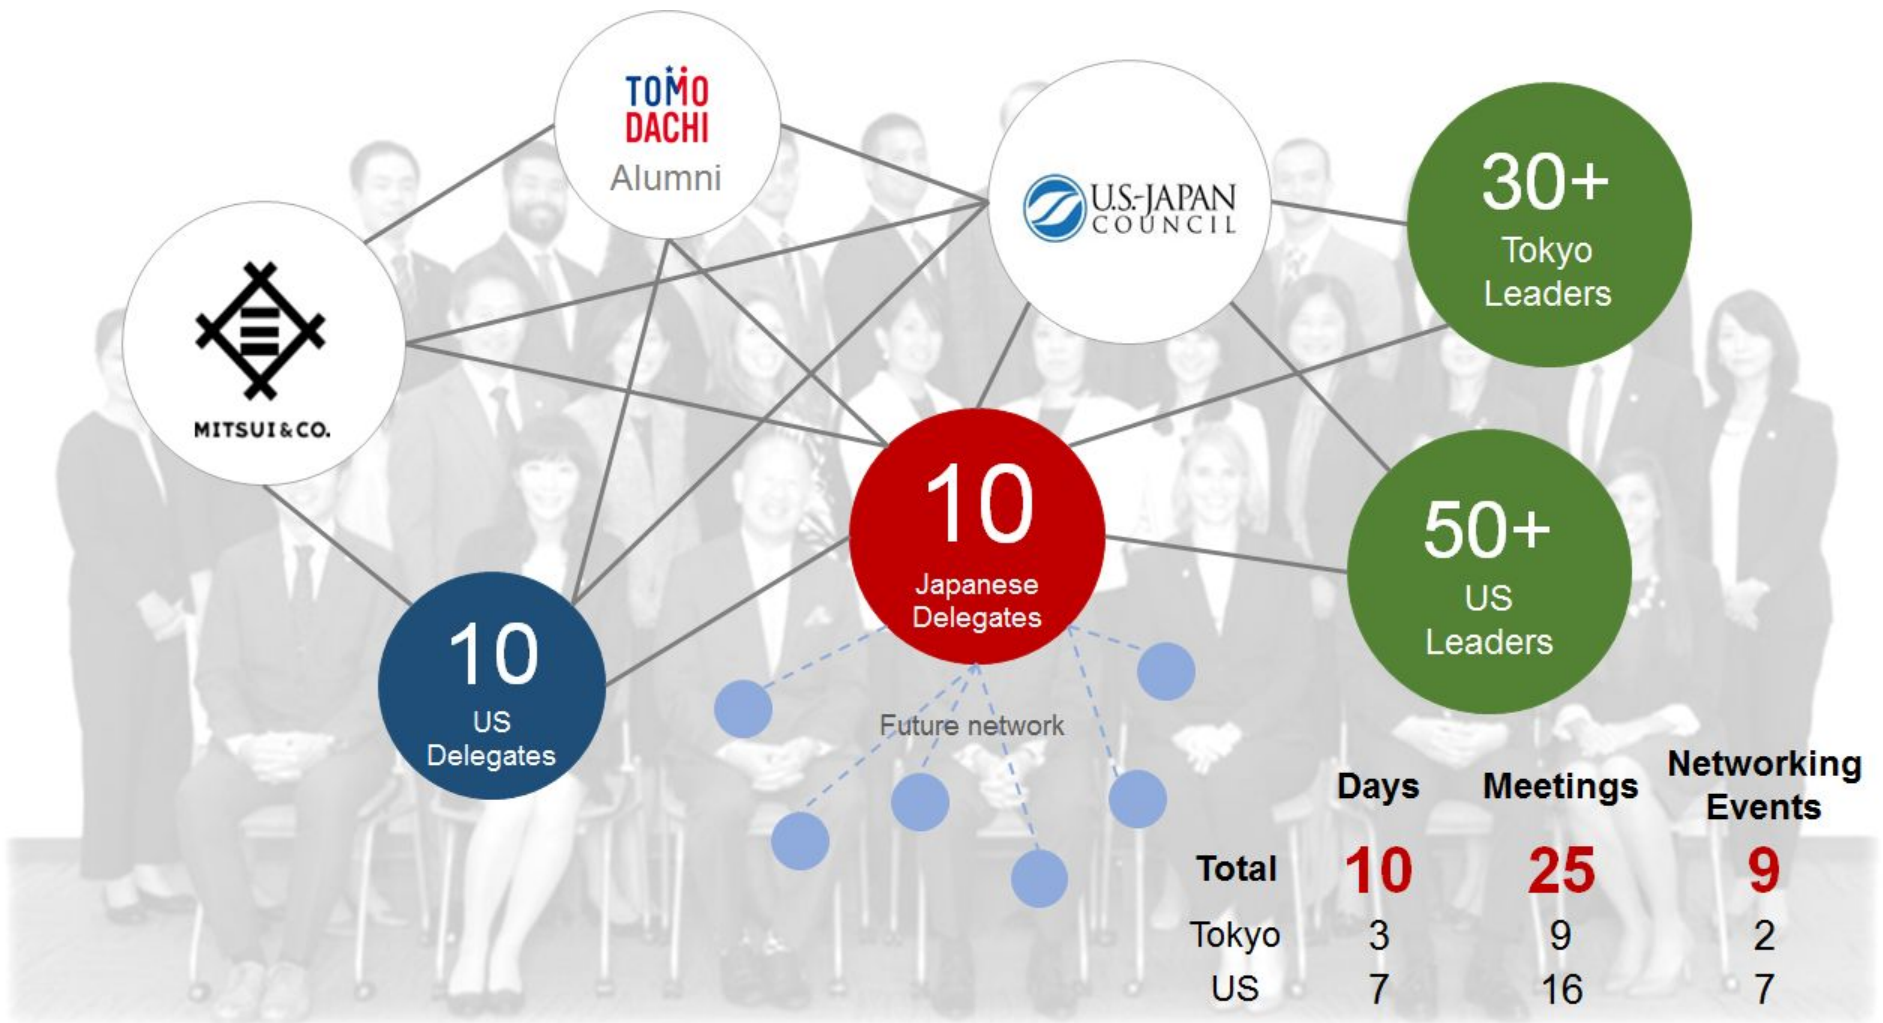 TOMO
DACHI
Alumni
U.S.-JAPAN
COUNCIL
30+
Tokyo
Leaders
MITSUI & CO.
10
Japanese
Delegates
50+
US
Leaders
10
US
Delegates
Future network
Days Meetings Networking Events
Total 10 25 9
Tokyo 3 9 2
US 7 16 7